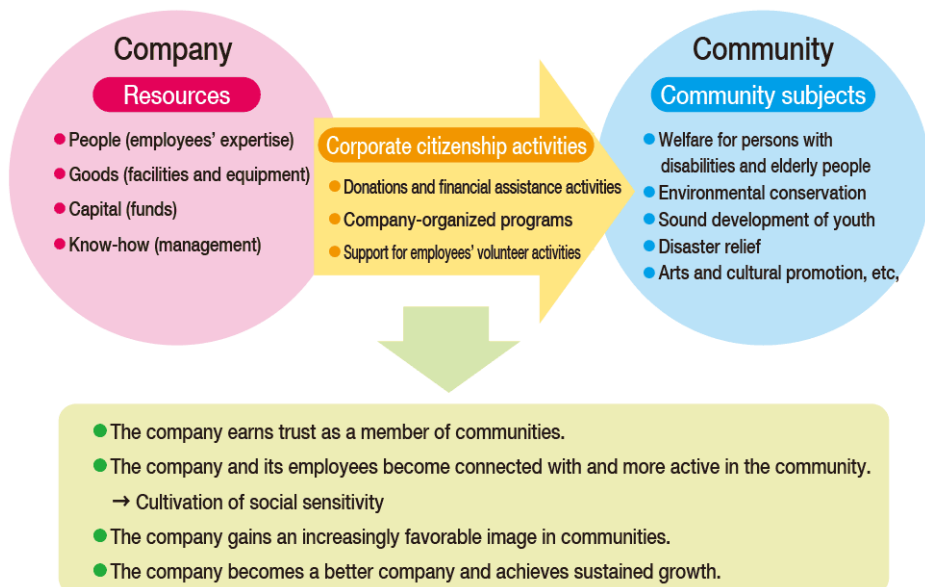 Company
Resources
● People (employees’ expertise)
● Goods (facilities and equipment)
● Capital (funds)
● Know-how (management)
Corporate citizenship activities
● Donations and financial assistance activities
● Company-organized programs
● Support for employees’ volunteer activities
Community
Community subjects
● Welfare for persons with
disabilities and elderly people
● Environmental conservation
● Sound development of youth
● Disaster relief
● Arts and cultural promotion, etc,
● The company earns trust as a member of communities.
● The company and its employees become connected with and more active in the community.
→ Cultivation of social sensitivity
● The company gains an increasingly favorable image in communities.
● The company becomes a better company and achieves sustained growth.